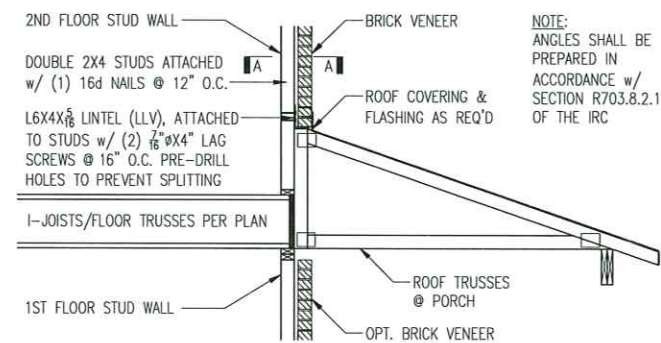 2ND FLOOR STUD WALL
DOUBLE 2X4 STUDS ATTACHED
w/ (1) 16d NAILS @ 12" O.C.
L6X4X5/16 LINTEL (LLV), ATTACHED
TO STUDS w/ (2) 7/16"øX4" LAG
SCREWS @ 16" O.C. PRE-DRILL
HOLES TO PREVENT SPLITTING
I-JOISTS/FLOOR TRUSSES PER PLAN
1ST FLOOR STUD WALL
A
A
BRICK VENEER
ROOF COVERING &
FLASHING AS REQ'D
ROOF TRUSSES
@ PORCH
OPT. BRICK VENEER
NOTE:
ANGLES SHALL BE
PREPARED IN
ACCORDANCE w/
SECTION R703.8.2.1
OF THE IRC